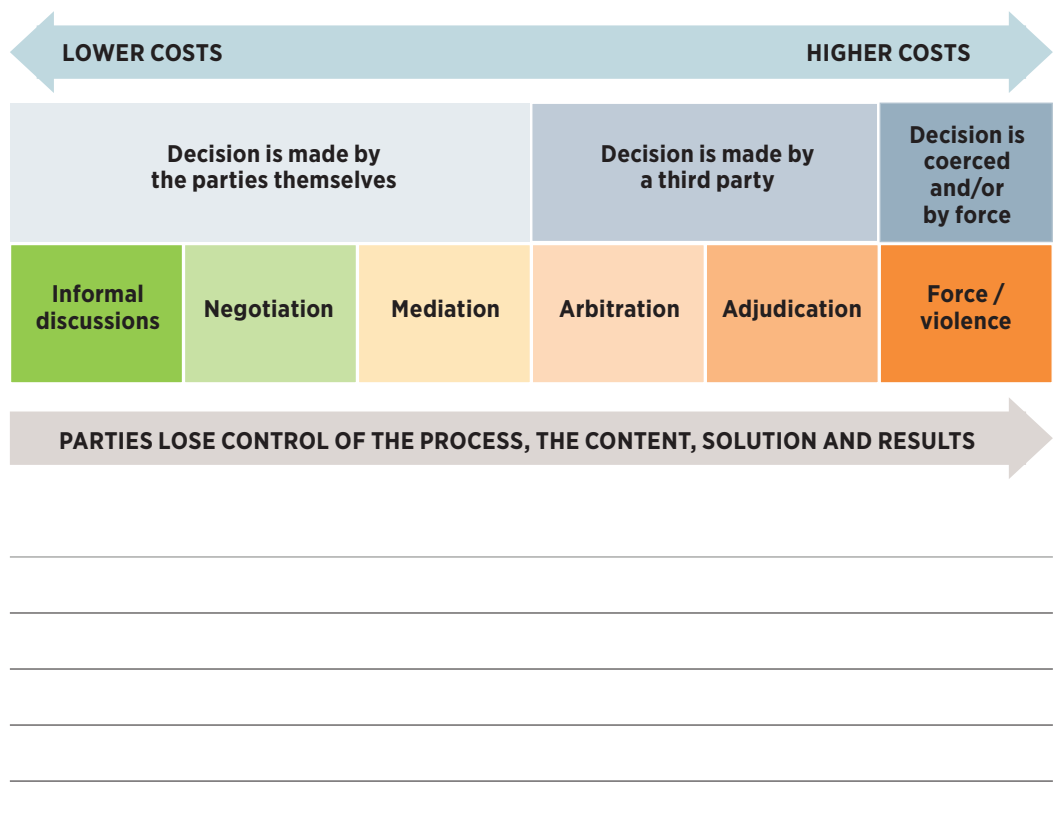 LOWER COSTS
HIGHER COSTS
Decision is made by
the parties themselves
Decision is made by
a third party
Decision is
coerced
and/or
by force
Informal
discussions
Negotiation
Mediation
Arbitration
Adjudication
Force /
violence
PARTIES LOSE CONTROL OF THE PROCESS, THE CONTENT, SOLUTION AND RESULTS